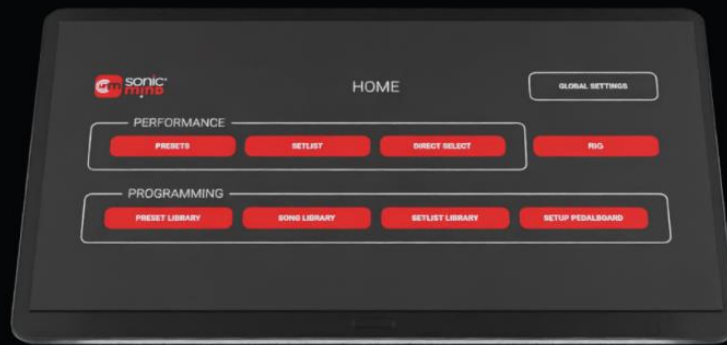 sonic
mind
HOME
GLOBAL SETTINGS
PERFORMANCE
PRESETS
SETLIST
DIRECT SELECT
RIG
PROGRAMMING
PRESET LIBRARY
SONG LIBRARY
SETLIST LIBRARY
SETUP PEDALBOARD